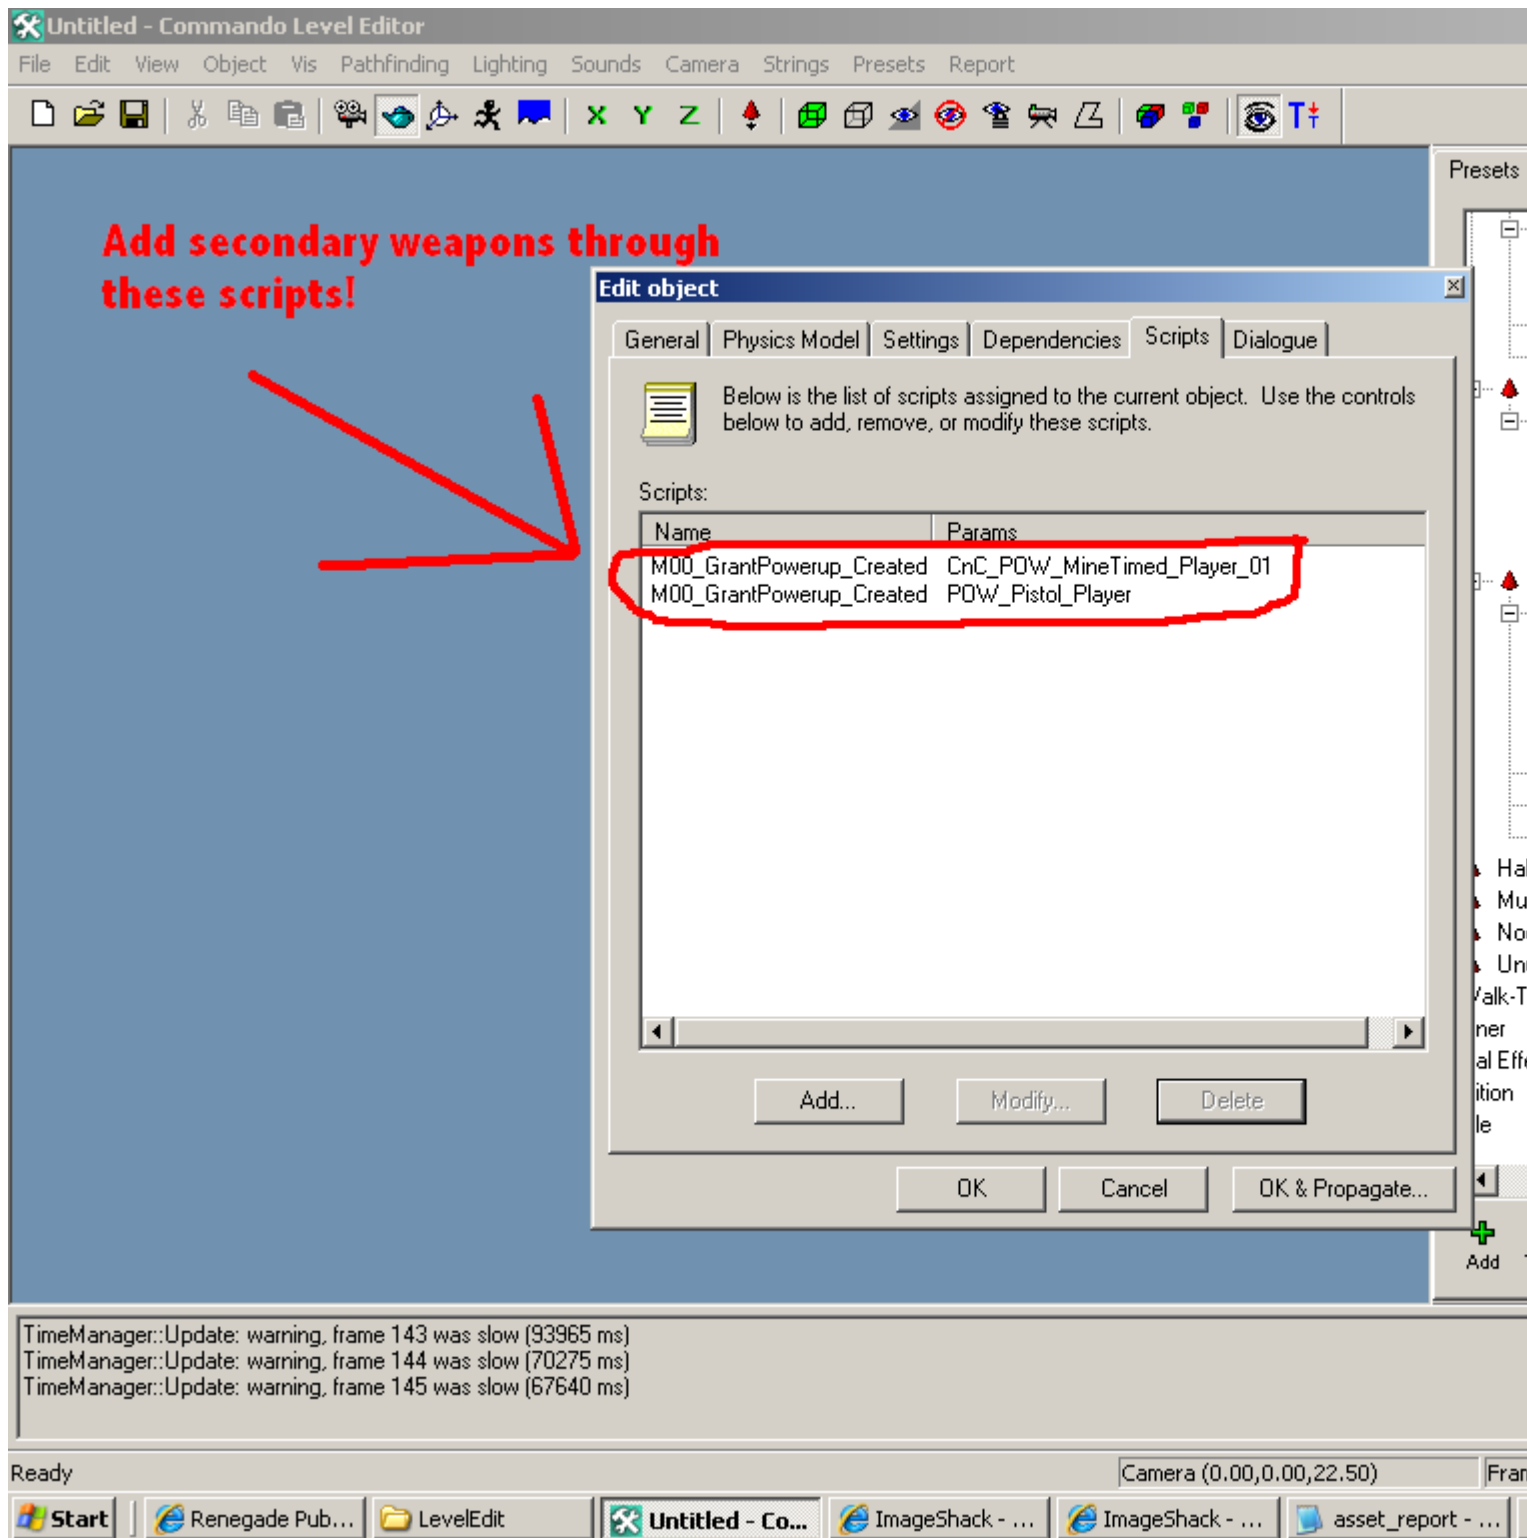 Untitled - Commando Level Editor
File Edit View Object Vis Pathfinding Lighting Sounds Camera Strings Presets Report
X Y Z T
Presets
Add secondary weapons through
these scripts!
Edit object
General Physics Model Settings Dependencies Scripts Dialogue
Below is the list of scripts assigned to the current object. Use the controls
below to add, remove, or modify these scripts.
Scripts:
Name Params
M00_GrantPowerup_Created CnC_POW_MineTimed_Player_01
M00_GrantPowerup_Created POW_Pistol_Player
Add... Modify... Delete
OK Cancel OK & Propagate...
Add
TimeManager::Update: warning, frame 143 was slow (93965 ms)
TimeManager::Update: warning, frame 144 was slow (70275 ms)
TimeManager::Update: warning, frame 145 was slow (67640 ms)
Ready Camera (0.00,0.00,22.50) Fran
Start Renegade Pub... LevelEdit Untitled - Co... ImageShack - ... ImageShack - ... asset_report - ...